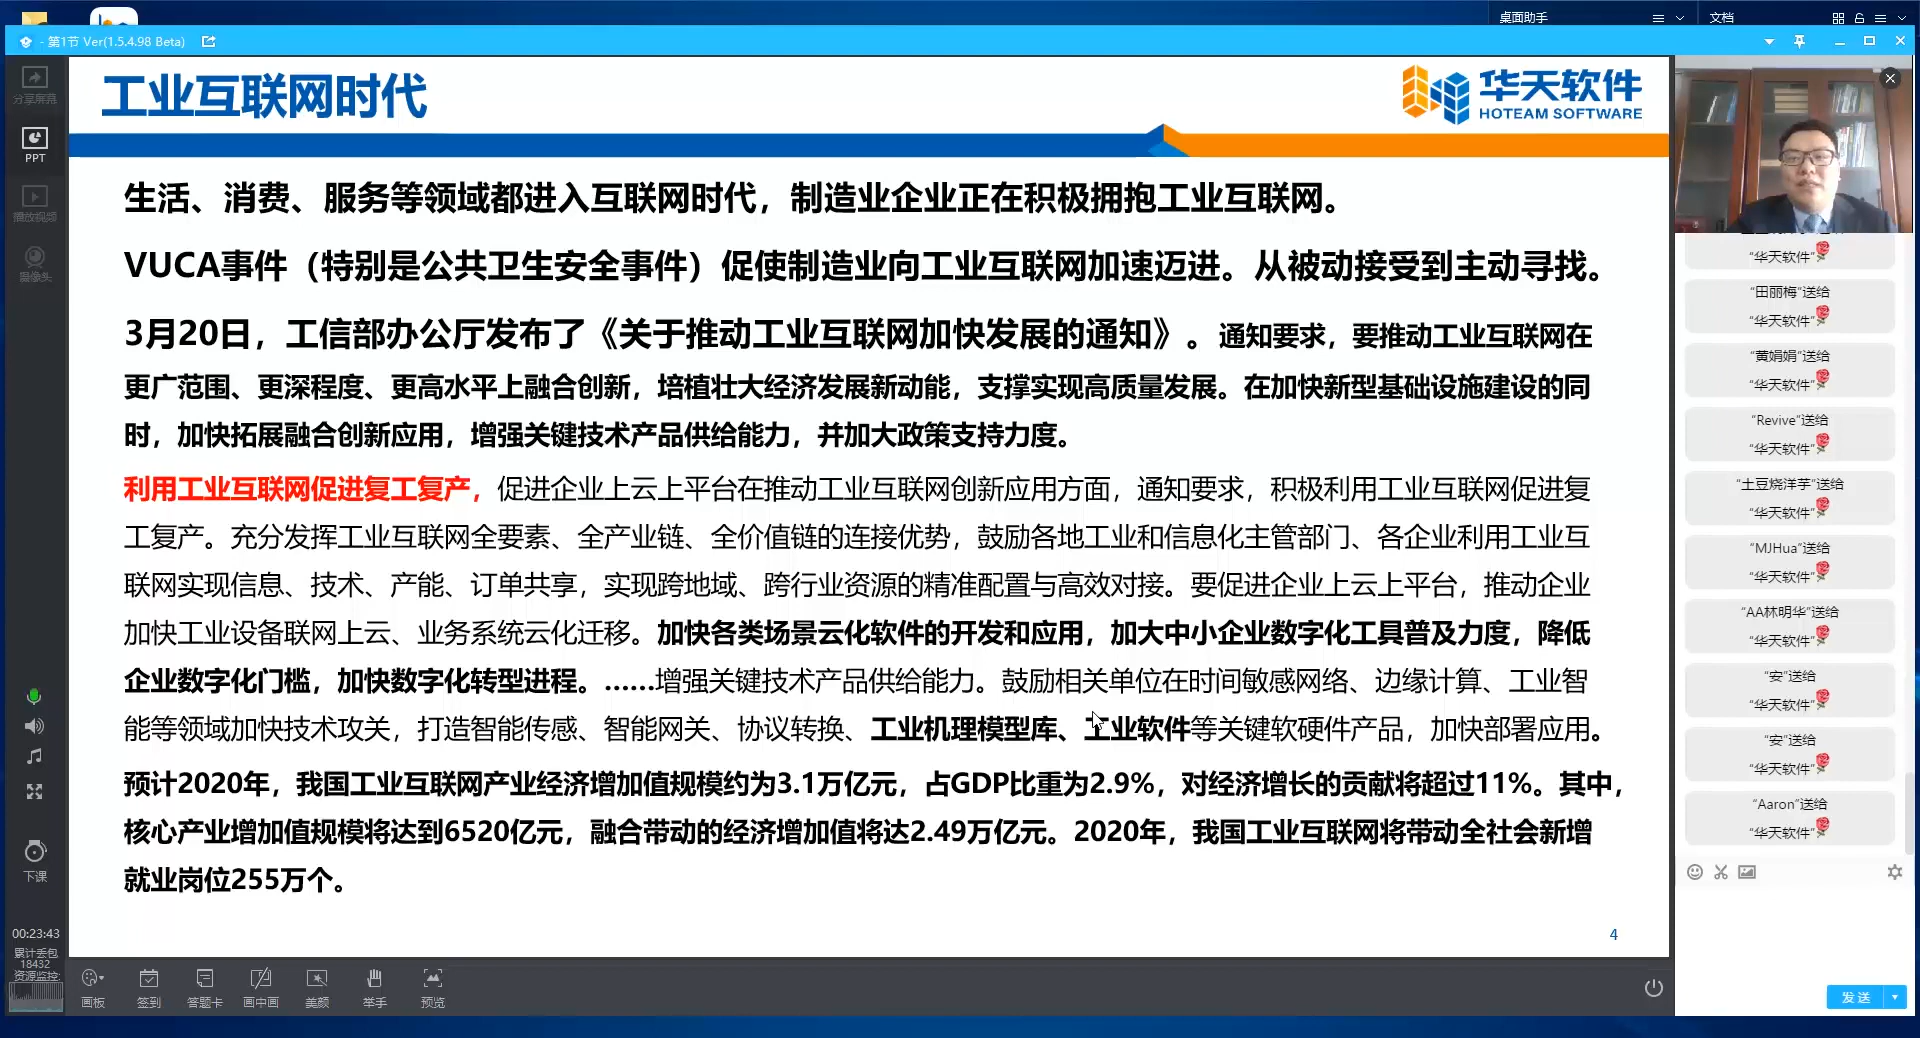 桌面助手
文档
- 第1节 Ver(1.5.4.98 Beta)
分享屏幕
PPT
播放视频
摄像头
下课
00:23:43
累计丢包
18432
资源监控:
工业互联网时代
华天软件
HOTEAM SOFTWARE
生活、消费、服务等领域都进入互联网时代，制造业企业正在积极拥抱工业互联网。
VUCA事件（特别是公共卫生安全事件）促使制造业向工业互联网加速迈进。从被动接受到主动寻找。
3月20日，工信部办公厅发布了《关于推动工业互联网加快发展的通知》。通知要求，要推动工业互联网在
更广范围、更深程度、更高水平上融合创新，培植壮大经济发展新动能，支撑实现高质量发展。在加快新型基础设施建设的同
时，加快拓展融合创新应用，增强关键技术产品供给能力，并加大政策支持力度。
利用工业互联网促进复工复产，促进企业上云上平台在推动工业互联网创新应用方面，通知要求，积极利用工业互联网促进复
工复产。充分发挥工业互联网全要素、全产业链、全价值链的连接优势，鼓励各地工业和信息化主管部门、各企业利用工业互
联网实现信息、技术、产能、订单共享，实现跨地域、跨行业资源的精准配置与高效对接。要促进企业上云上平台，推动企业
加快工业设备联网上云、业务系统云化迁移。加快各类场景云化软件的开发和应用，加大中小企业数字化工具普及力度，降低
企业数字化门槛，加快数字化转型进程。......增强关键技术产品供给能力。鼓励相关单位在时间敏感网络、边缘计算、工业智
能等领域加快技术攻关，打造智能传感、智能网关、协议转换、工业机理模型库、工业软件等关键软硬件产品，加快部署应用。
预计2020年，我国工业互联网产业经济增加值规模约为3.1万亿元，占GDP比重为2.9%，对经济增长的贡献将超过11%。其中，
核心产业增加值规模将达到6520亿元，融合带动的经济增加值将达2.49万亿元。2020年，我国工业互联网将带动全社会新增
就业岗位255万个。
4
画板
签到
答题卡
画中画
美颜
举手
预览
“华天软件”
“田丽梅”送给
“华天软件”
“黄娟娟”送给
“华天软件”
“Revive”送给
“华天软件”
“土豆烧洋芋”送给
“华天软件”
“MJHua”送给
“华天软件”
“AA林明华”送给
“华天软件”
“安”送给
“华天软件”
“安”送给
“华天软件”
“Aaron”送给
“华天软件”
发送